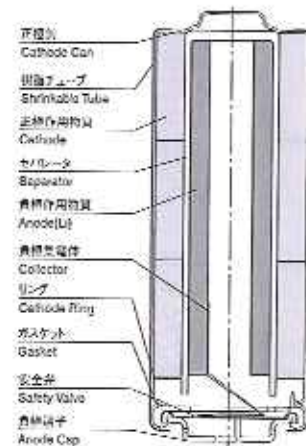 正極缶
Cathode Can
樹脂チューブ
Shrinkable Tube
正極作用物質
Cathode
セパレータ
Separator
負極作用物質
Anode(Li)
負極集電体
Collector
リング
Cathode Ring
ガスケット
Gasket
安全弁
Safety Valve
負極端子
Anode Cap